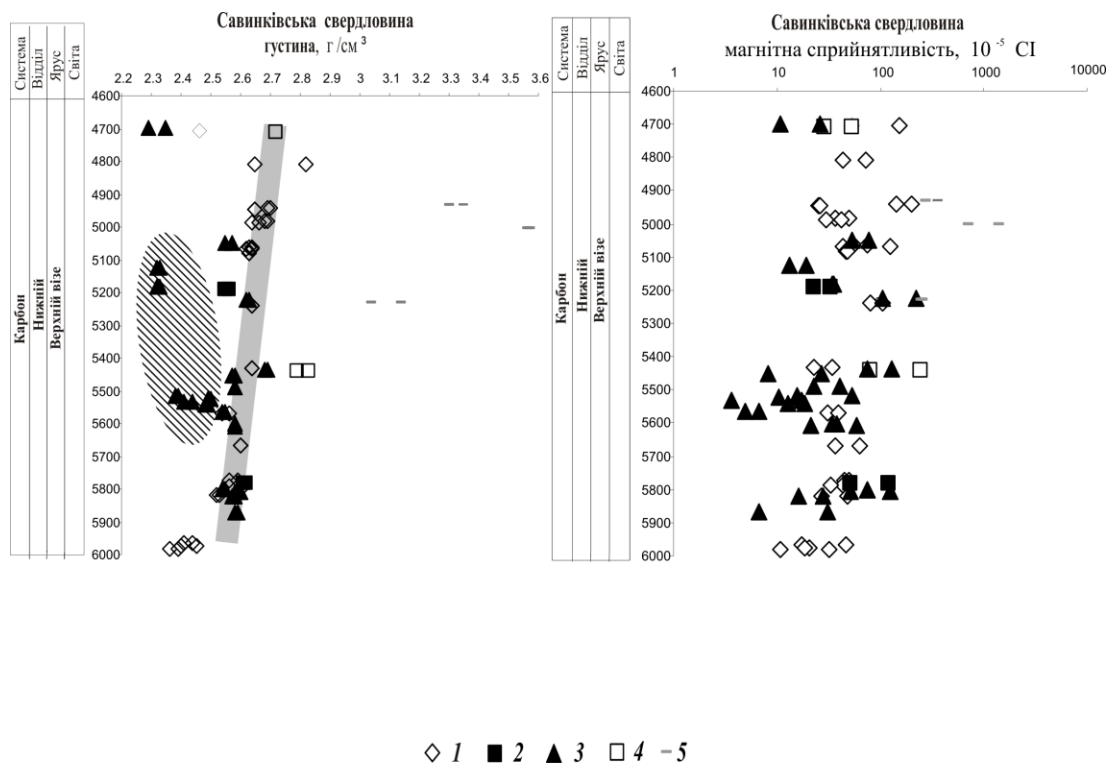 Савинківська свердловина
густина, г /см ³
Система
Відділ
Ярус
Світа
2.2 2.3 2.4 2.5 2.6 2.7 2.8 2.9 3 3.1 3.2 3.3 3.4 3.5 3.6
4600
4700
4800
4900
5000
5100
5200
5300
5400
5500
5600
5700
5800
5900
6000
Карбон
Нижній
Верхній візе
Савинківська свердловина
магнітна сприйнятливість, 10 ⁻⁵ СІ
Система
Відділ
Ярус
Світа
1 10 100 1000 10000
4600
4700
4800
4900
5000
5100
5200
5300
5400
5500
5600
5700
5800
5900
6000
Карбон
Нижній
Верхній візе
1 2 3 4 5